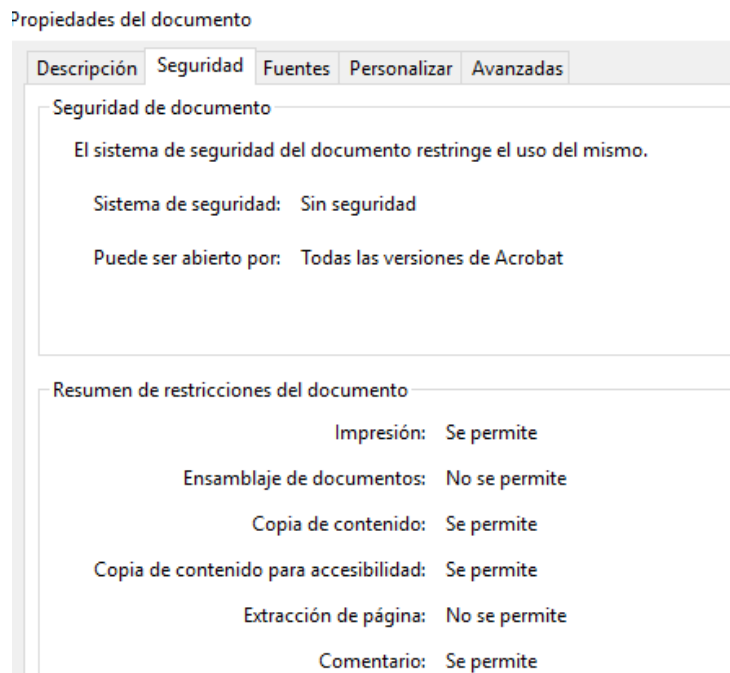 Propiedades del documento
Descripción Seguridad Fuentes Personalizar Avanzadas
Seguridad de documento
El sistema de seguridad del documento restringe el uso del mismo.
Sistema de seguridad: Sin seguridad
Puede ser abierto por: Todas las versiones de Acrobat
Resumen de restricciones del documento
Impresión: Se permite
Ensamblaje de documentos: No se permite
Copia de contenido: Se permite
Copia de contenido para accesibilidad: Se permite
Extracción de página: No se permite
Comentario: Se permite